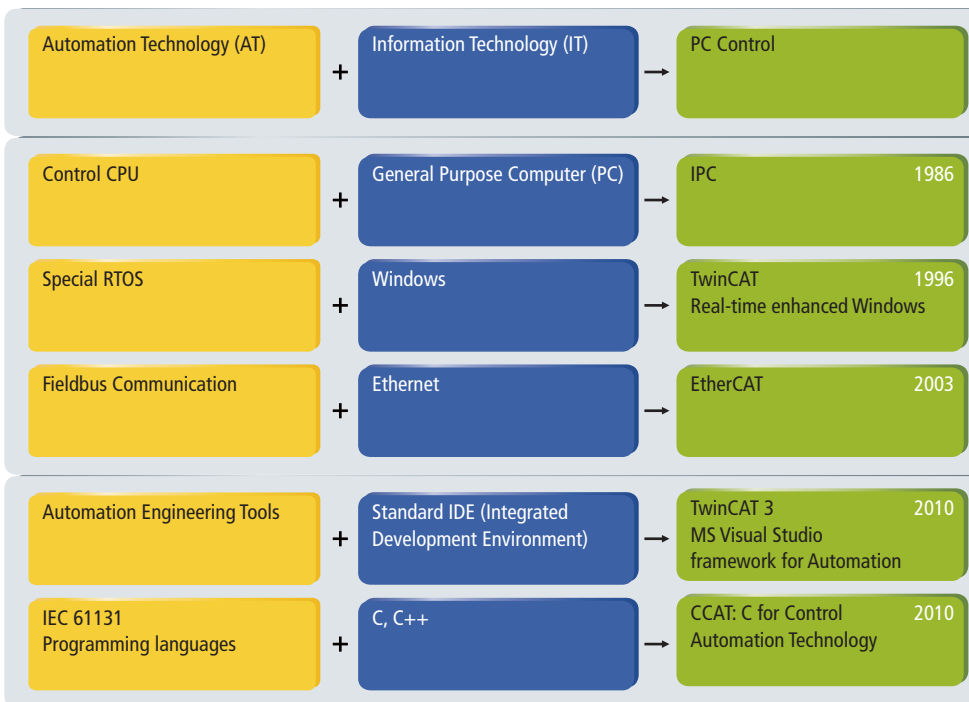 Automation Technology (AT)
+
Information Technology (IT)
→
PC Control
Control CPU
+
General Purpose Computer (PC)
→
IPC 1986
Special RTOS
+
Windows
→
TwinCAT 1996
Real-time enhanced Windows
Fieldbus Communication
+
Ethernet
→
EtherCAT 2003
Automation Engineering Tools
+
Standard IDE (Integrated
Development Environment)
→
TwinCAT 3 2010
MS Visual Studio
framework for Automation
IEC 61131
Programming languages
+
C, C++
→
CCAT: C for Control 2010
Automation Technology